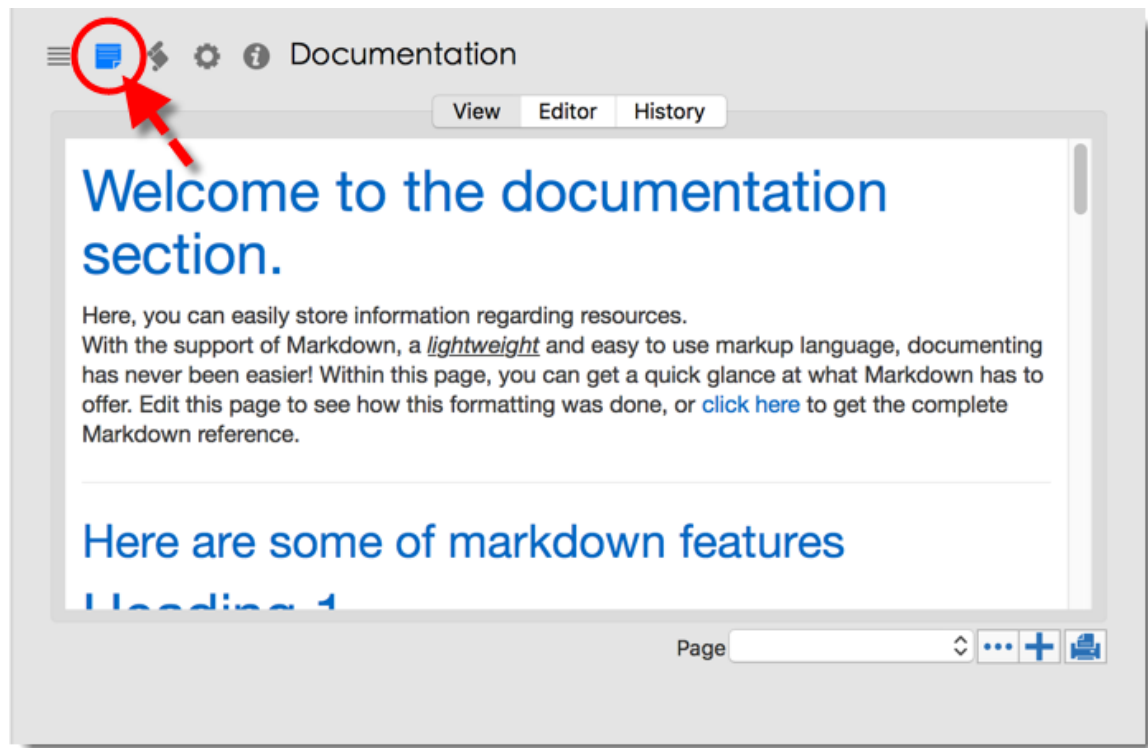 Documentation
View Editor History
Welcome to the documentation
section.
Here, you can easily store information regarding resources.
With the support of Markdown, a lightweight and easy to use markup language, documenting
has never been easier! Within this page, you can get a quick glance at what Markdown has to
offer. Edit this page to see how this formatting was done, or click here to get the complete
Markdown reference.
Here are some of markdown features
Heading 1
Page